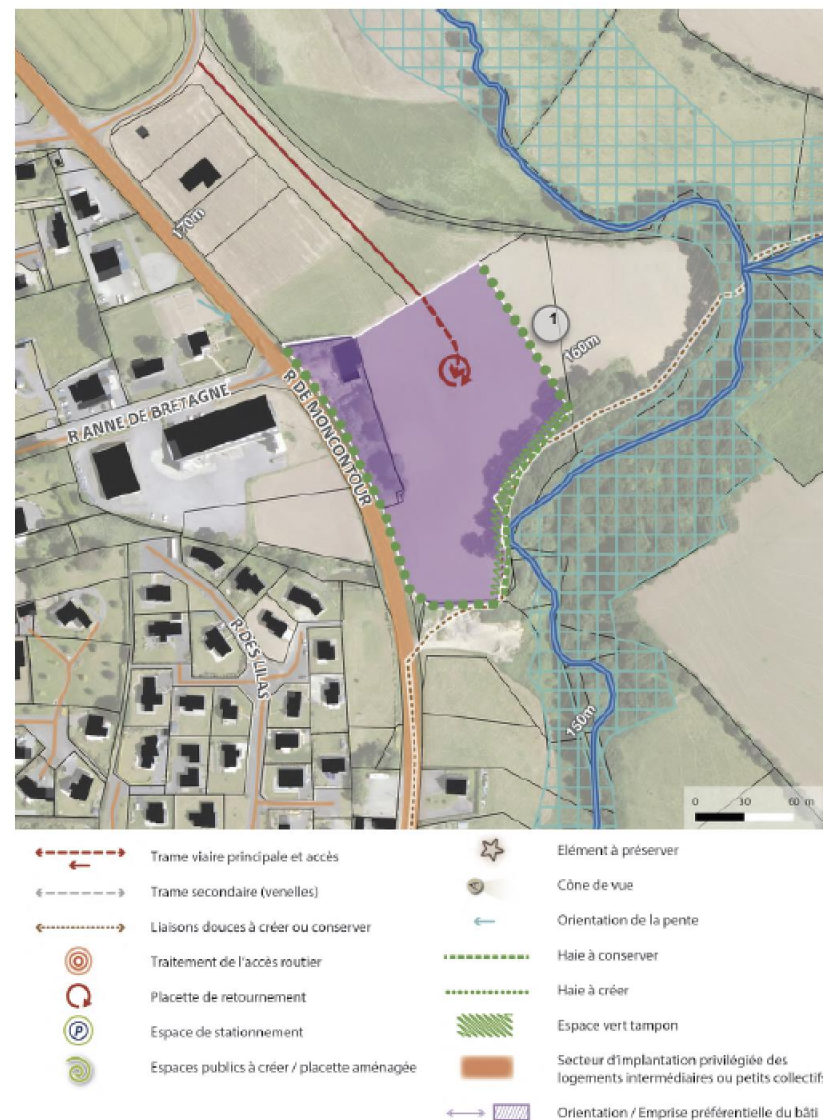 170m
1
160m
R DE MONCONTOUR
R ANNE DE BRETAGNE
R DES LILAS
150m
0 30 60 m
Trame viaire principale et accès
Trame secondaire (venelles)
Liaisons douces à créer ou conserver
Traitement de l'accès routier
Placette de retournement
P
Espace de stationnement
Espaces publics à créer / placette aménagée
Elément à préserver
Cône de vue
Orientation de la pente
Haie à conserver
Haie à créer
Espace vert tampon
Secteur d'implantation privilégiée des
logements intermédiaires ou petits collectifs
Orientation / Emprise préférentielle du bâti